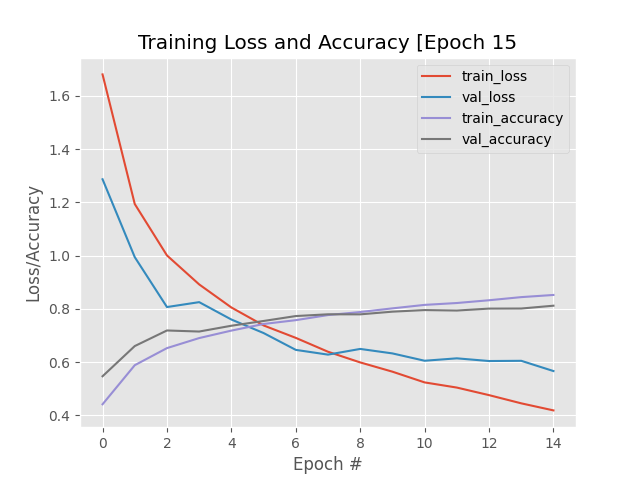 Training Loss and Accuracy [Epoch 15
train_loss
val_loss
train_accuracy
val_accuracy
Loss/Accuracy
1.6
1.4
1.2
1.0
0.8
0.6
0.4
0 2 4 6 8 10 12 14
Epoch #